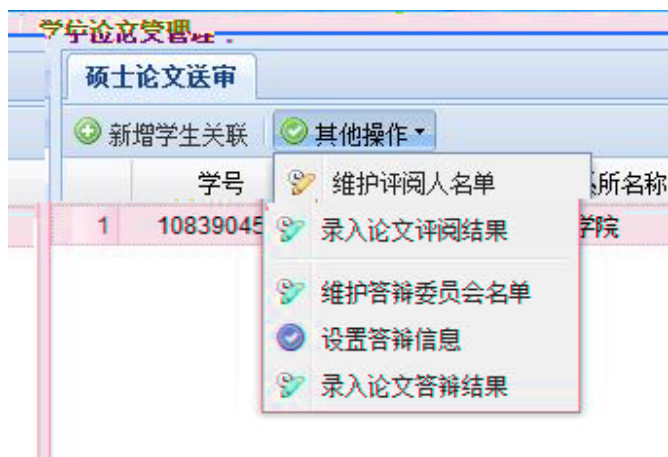 学位论文管理
硕士论文送审
新增学生关联 其他操作
学号 维护评阅人名单 所名称
1 10839045 录入论文评阅结果 学院
维护答辩委员会名单
设置答辩信息
录入论文答辩结果